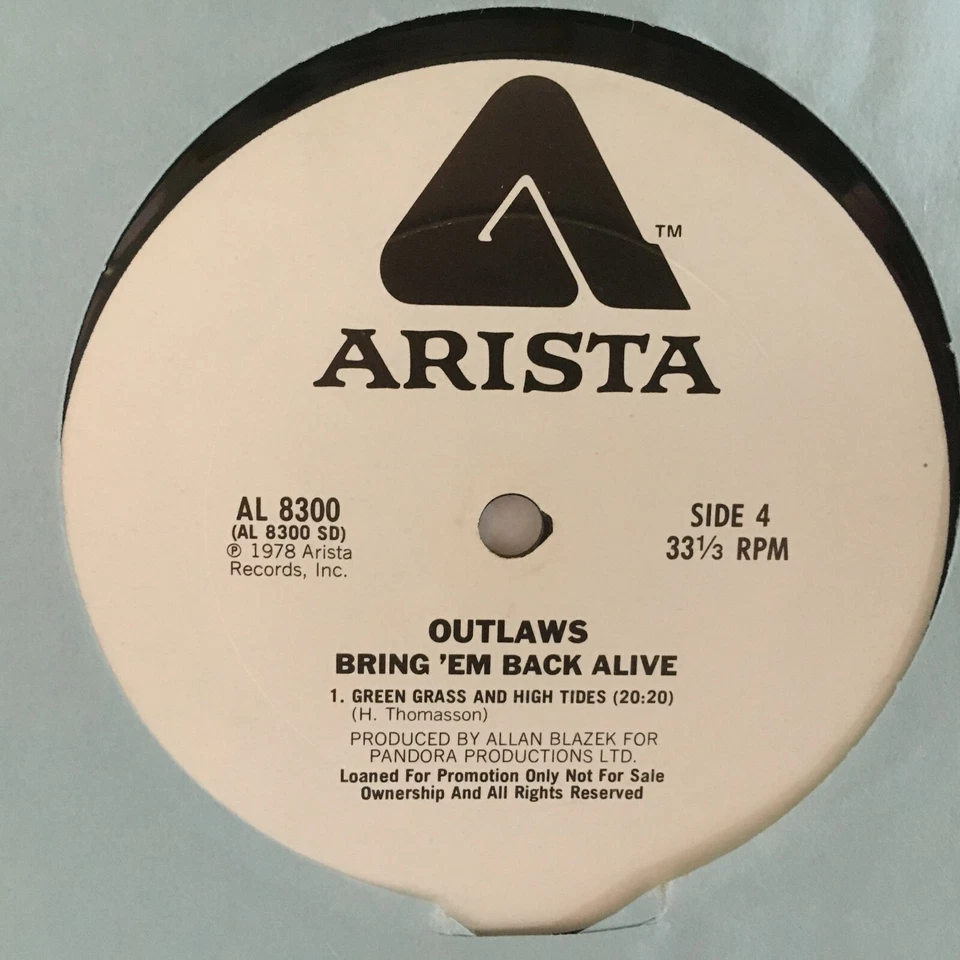 TM
ARISTA
AL 8300
(AL 8300 SD)
℗ 1978 Arista
Records, Inc.
SIDE 4
33⅓ RPM
OUTLAWS
BRING 'EM BACK ALIVE
1. GREEN GRASS AND HIGH TIDES (20:20)
(H. Thomasson)
PRODUCED BY ALLAN BLAZEK FOR
PANDORA PRODUCTIONS LTD.
Loaned For Promotion Only Not For Sale
Ownership And All Rights Reserved